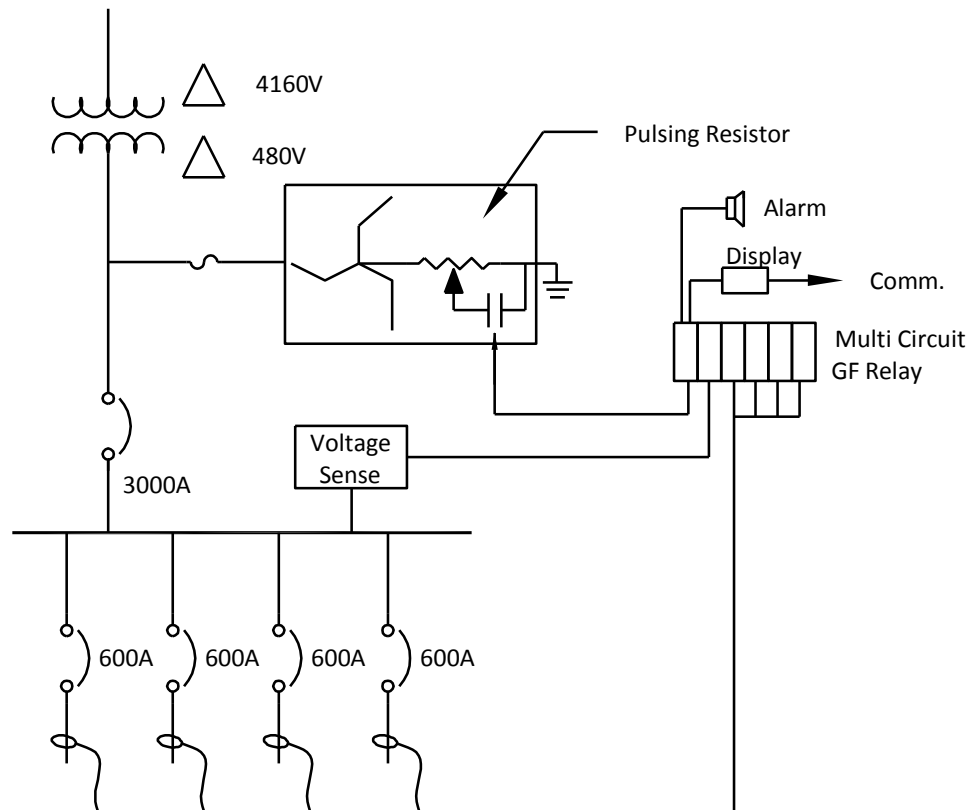 4160V
480V
Pulsing Resistor
Alarm
Display
Comm.
Multi Circuit
GF Relay
Voltage
Sense
3000A
600A
600A
600A
600A